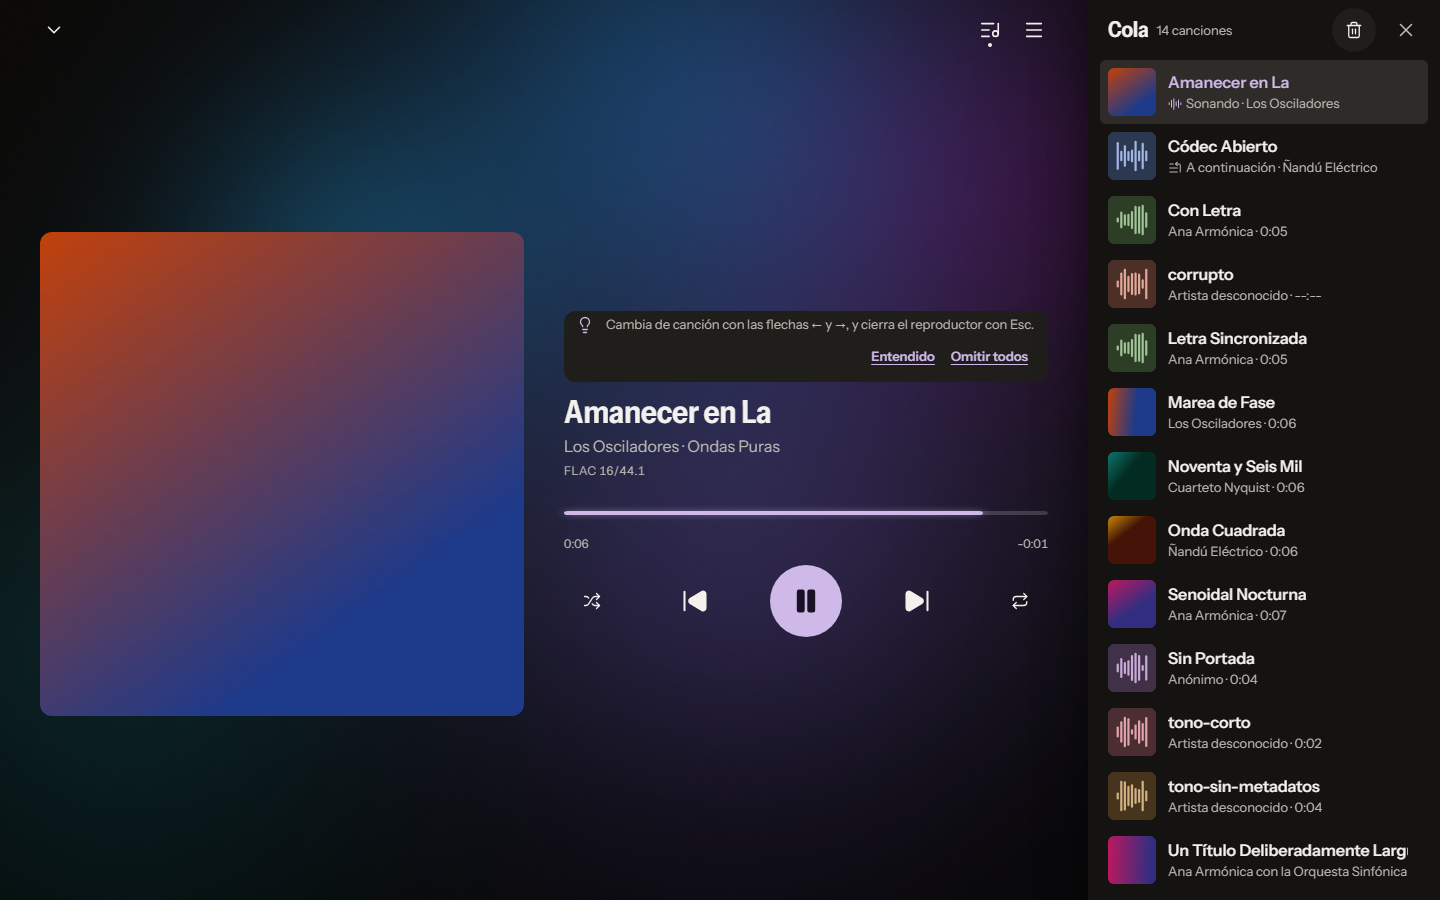 Cola 14 canciones
Amanecer en La
Sonando · Los Osciladores
Códec Abierto
A continuación · Ñandú Eléctrico
Con Letra
Ana Armónica · 0:05
corrupto
Artista desconocido · --:--
Letra Sincronizada
Ana Armónica · 0:05
Marea de Fase
Los Osciladores · 0:06
Noventa y Seis Mil
Cuarteto Nyquist · 0:06
Onda Cuadrada
Ñandú Eléctrico · 0:06
Senoidal Nocturna
Ana Armónica · 0:07
Sin Portada
Anónimo · 0:04
tono-corto
Artista desconocido · 0:02
tono-sin-metadatos
Artista desconocido · 0:04
Un Título Deliberadamente
Ana Armónica con la Orquesta Sinfónica
Cambia de canción con las flechas ← y →, y cierra el reproductor con Esc.
Entendido Omitir todos
Amanecer en La
Los Osciladores · Ondas Puras
FLAC 16/44.1
0:06 -0:01